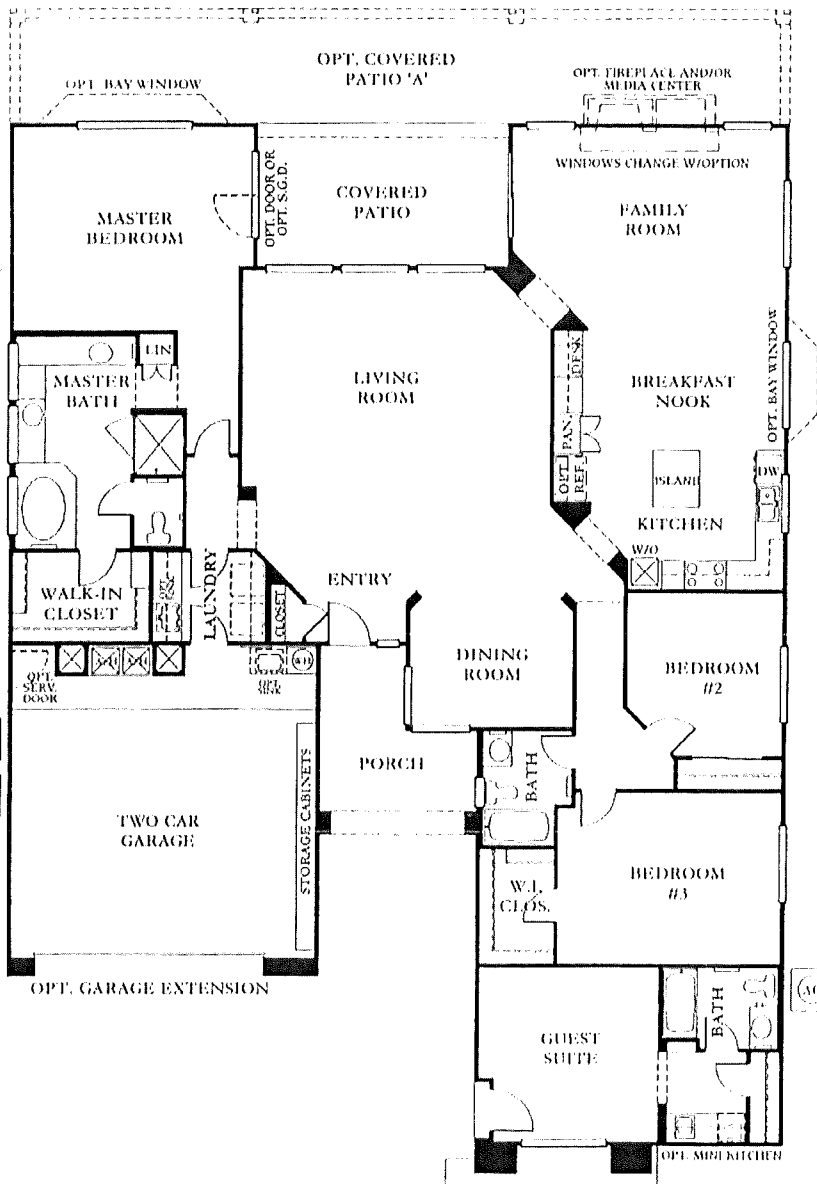 OPT. COVERED
PATIO 'A'
OPT. BAY WINDOW
OPT. FIREPLACE AND/OR
MEDIA CENTER
WINDOWS CHANGE W/OPTION
OPT. DOOR OR
OPT. S.G.D.
COVERED
PATIO
MASTER
BEDROOM
FAMILY
ROOM
LIN
MASTER
BATH
LIVING
ROOM
DESK
BREAKFAST
NOOK
OPT. BAY WINDOW
PAN.
OPT.
REF.
ISLAND
DW
KITCHEN
W/O
WALK-IN
CLOSET
LAUNDRY
CLOSET
ENTRY
DINING
ROOM
BEDROOM
#2
OPT.
SERV.
DOOR
OPT.
SINK
WH
PORCH
BATH
TWO CAR
GARAGE
STORAGE CABINETS
W.I.
CLOS.
BEDROOM
#3
OPT. GARAGE EXTENSION
GUEST
SUITE
BATH
OPT. MINI KITCHEN